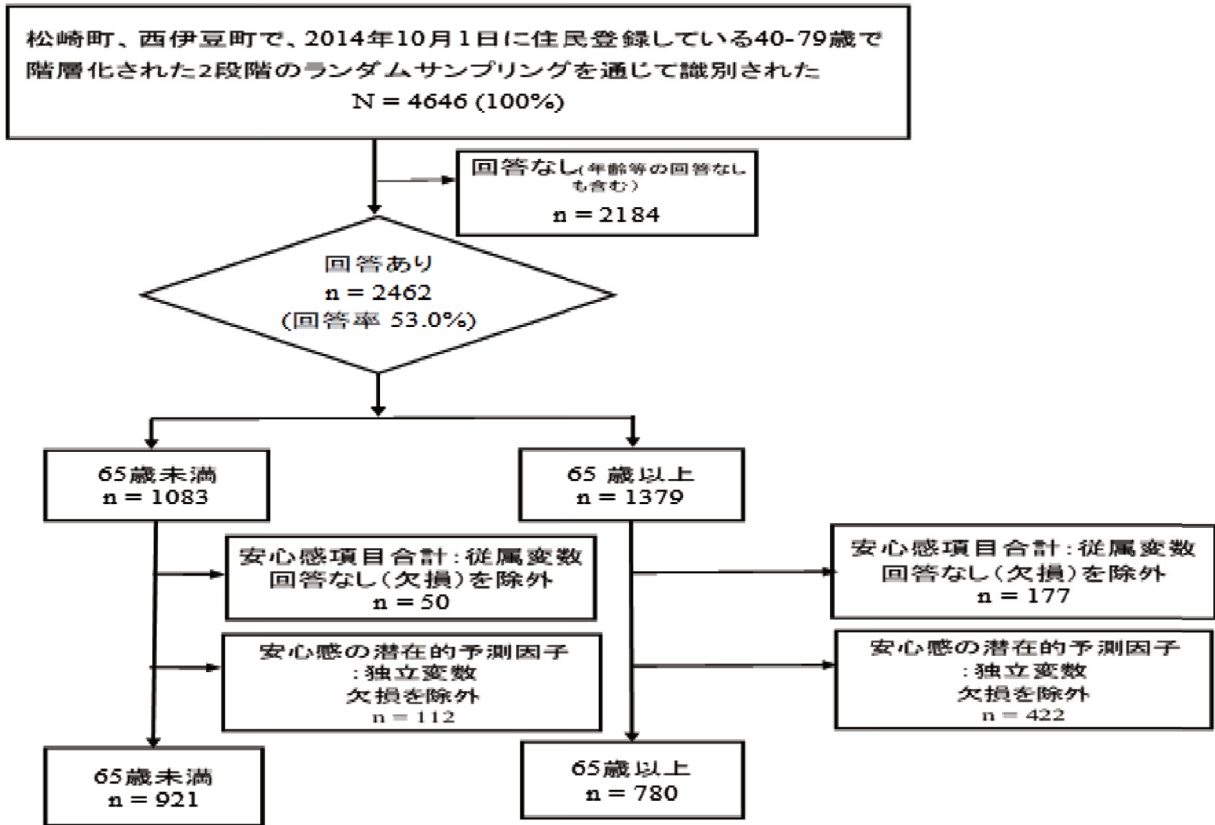 松崎町、西伊豆町で、2014年10月1日に住民登録している40-79歳で
階層化された2段階のランダムサンプリングを通じて識別された
N = 4646 (100%)
回答なし(年齢等の回答なし
も含む)
n = 2184
回答あり
n = 2462
(回答率 53.0%)
65歳未満
n = 1083
65 歳以上
n = 1379
安心感項目合計:従属変数
回答なし(欠損)を除外
n = 50
安心感項目合計:従属変数
回答なし(欠損)を除外
n = 177
安心感の潜在的予測因子
:独立変数
欠損を除外
n = 112
安心感の潜在的予測因子
:独立変数
欠損を除外
n = 422
65歳未満
n = 921
65歳以上
n = 780